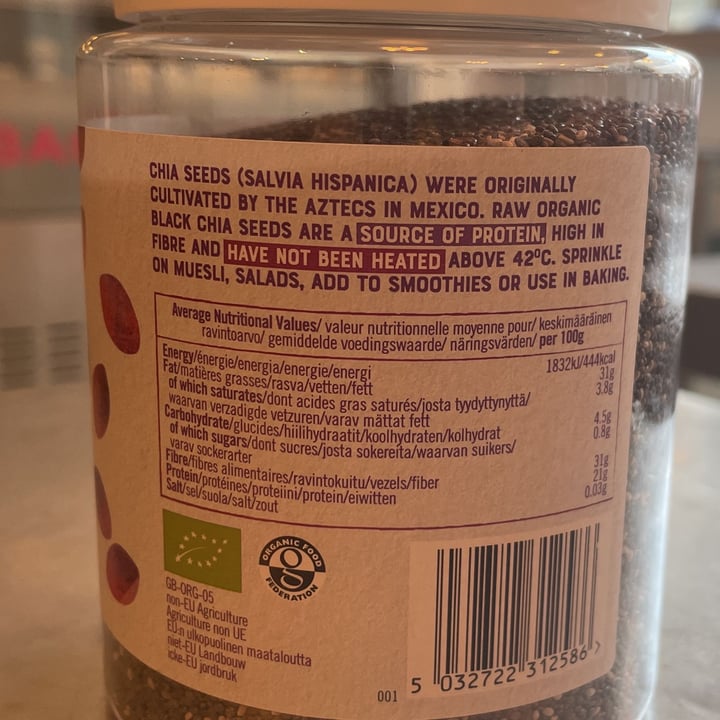 CHIA SEEDS (SALVIA HISPANICA) WERE ORIGINALLY
CULTIVATED BY THE AZTECS IN MEXICO. RAW ORGANIC
BLACK CHIA SEEDS ARE A SOURCE OF PROTEIN, HIGH IN
FIBRE AND HAVE NOT BEEN HEATED ABOVE 42ºC. SPRINKLE
ON MUESLI, SALADS, ADD TO SMOOTHIES OR USE IN BAKING.
Average Nutritional Values/ valeur nutritionnelle moyenne pour/ keskimääräinen
ravintoarvo/ gemiddelde voedingswaarde/ näringsvärden/ per 100g
Energy/énergie/energia/energie/energi 1832kJ/444kcal
Fat/matières grasses/rasva/vetten/fett 31g
of which saturates/dont acides gras saturés/josta tyydyttynyttä/ 3.8g
waarvan verzadigde vetzuren/varav mättat fett
Carbohydrate/glucides/hiilihydraatit/koolhydraten/kolhydrat 4.5g
of which sugars/dont sucres/josta sokereita/waarvan suikers/ 0.8g
varav sockerarter
Fibre/fibres alimentaires/ravintokuitu/vezels/fiber 31g
Protein/protéines/proteiini/protein/eiwitten 21g
Salt/sel/suola/salt/zout 0.03g
ORGANIC FOOD
g
FEDERATION
GB-ORG-05
non-EU Agriculture
Agriculture non UE
EU:n ulkopuolinen maataloutta
niet-EU Landbouw
icke-EU jordbruk
001
5 032722 312586 >